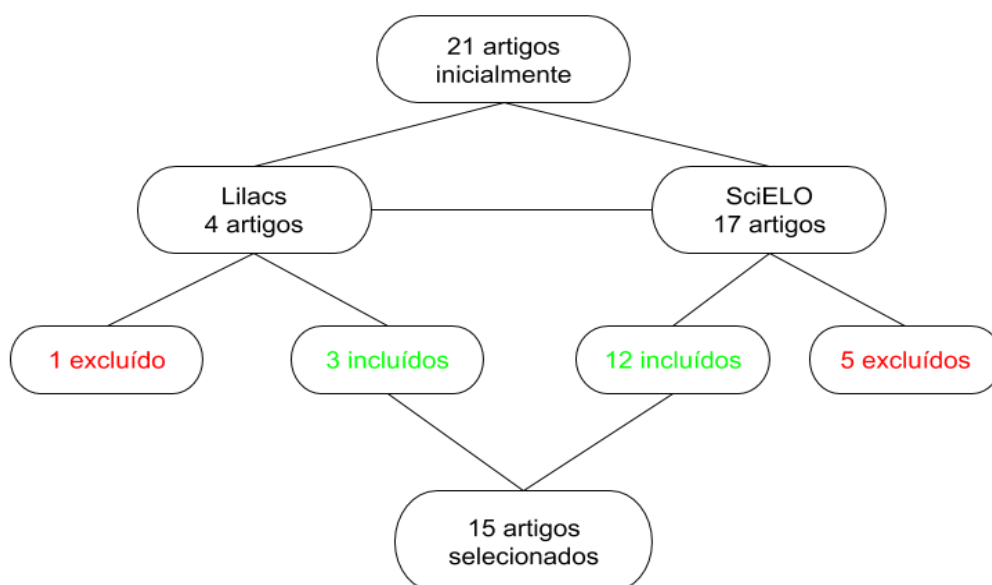 21 artigos
inicialmente
Lilacs
4 artigos
SciELO
17 artigos
1 excluído
3 incluídos
12 incluídos
5 excluídos
15 artigos
selecionados